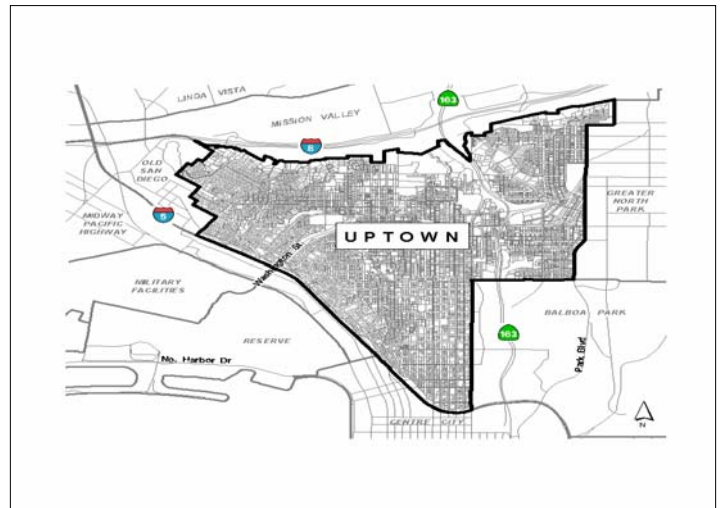 LINDA VISTA
163
MISSION VALLEY
8
OLD
SAN
DIEGO
GREATER
NORTH
PARK
5
MIDWAY
PACIFIC
HIGHWAY
UPTOWN
Washington St
MILITARY
FACILITIES
BALBOA PARK
163
RESERVE
Park Blvd
No. Harbor Dr
CENTRE CITY
N